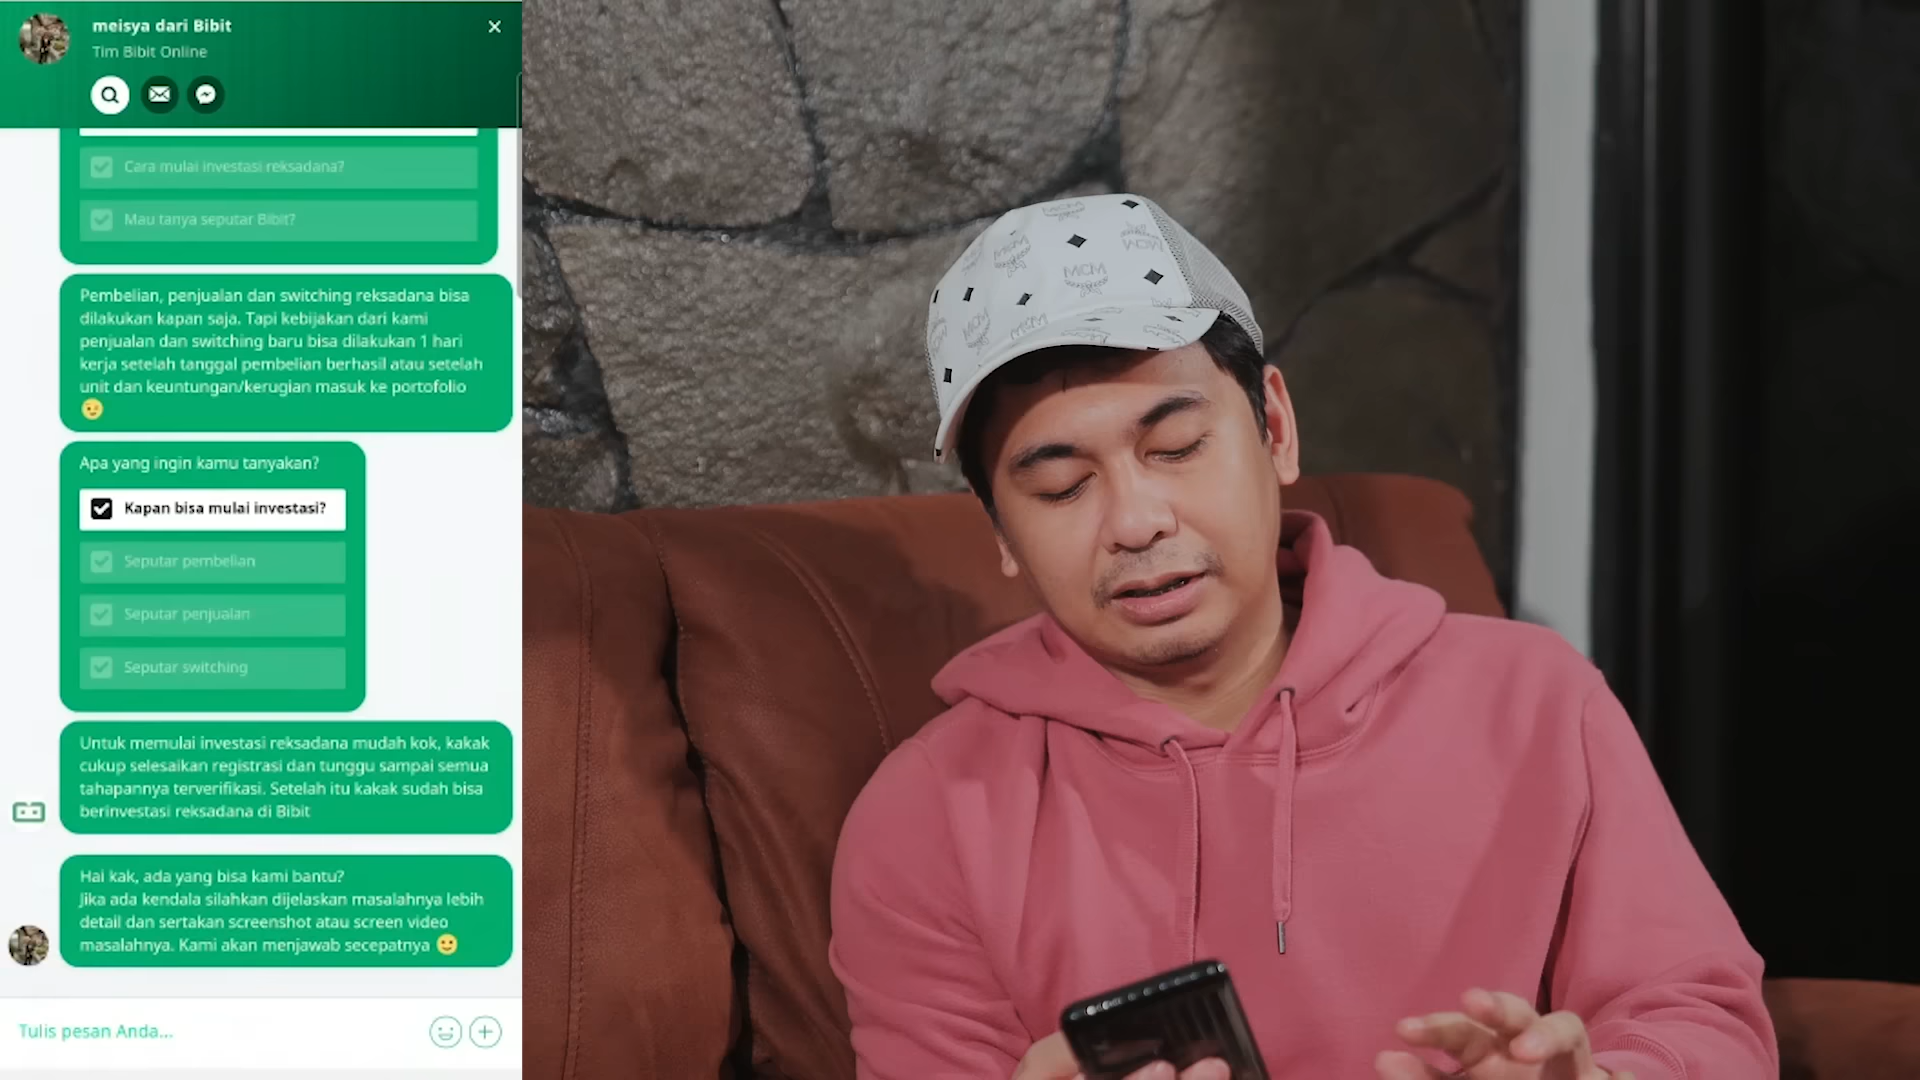 meisya dari Bibit
Tim Bibit Online
Cara mulai investasi reksadana?
Mau tanya seputar Bibit?
Pembelian, penjualan dan switching reksadana bisa
dilakukan kapan saja. Tapi kebijakan dari kami
penjualan dan switching baru bisa dilakukan 1 hari
kerja setelah tanggal pembelian berhasil atau setelah
unit dan keuntungan/kerugian masuk ke portofolio
😉
Apa yang ingin kamu tanyakan?
Kapan bisa mulai investasi?
Seputar pembelian
Seputar penjualan
Seputar switching
Untuk memulai investasi reksadana mudah kok, kakak
cukup selesaikan registrasi dan tunggu sampai semua
tahapannya terverifikasi. Setelah itu kakak sudah bisa
berinvestasi reksadana di Bibit
Hai kak, ada yang bisa kami bantu?
Jika ada kendala silahkan dijelaskan masalahnya lebih
detail dan sertakan screenshot atau screen video
masalahnya. Kami akan menjawab secepatnya 🙂
Tulis pesan Anda...
MCM
MCM
MCM
MCM
MCM